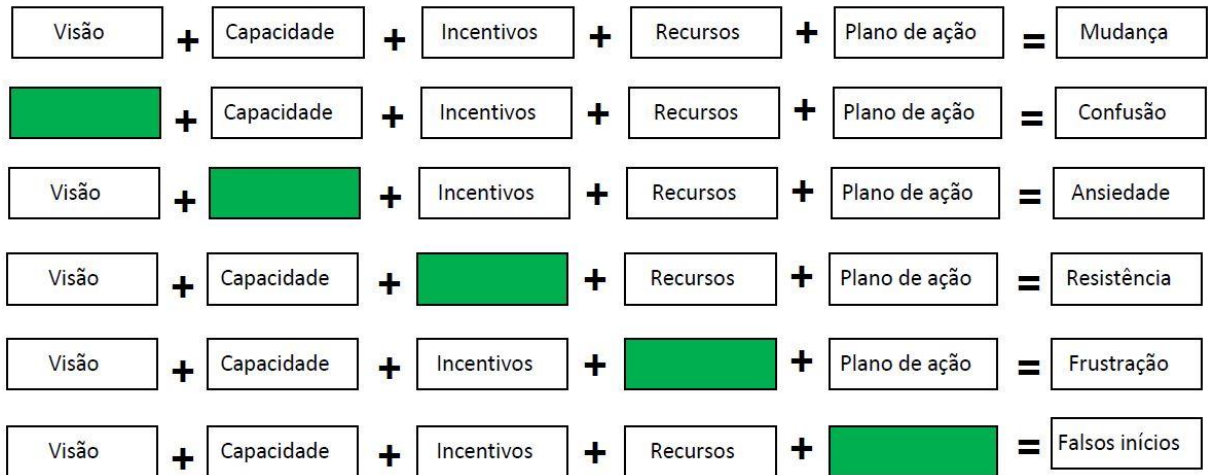 Visão + Capacidade + Incentivos + Recursos + Plano de ação = Mudança
+ Capacidade + Incentivos + Recursos + Plano de ação = Confusão
Visão + + Incentivos + Recursos + Plano de ação = Ansiedade
Visão + Capacidade + + Recursos + Plano de ação = Resistência
Visão + Capacidade + Incentivos + + Plano de ação = Frustração
Visão + Capacidade + Incentivos + Recursos + = Falsos inícios